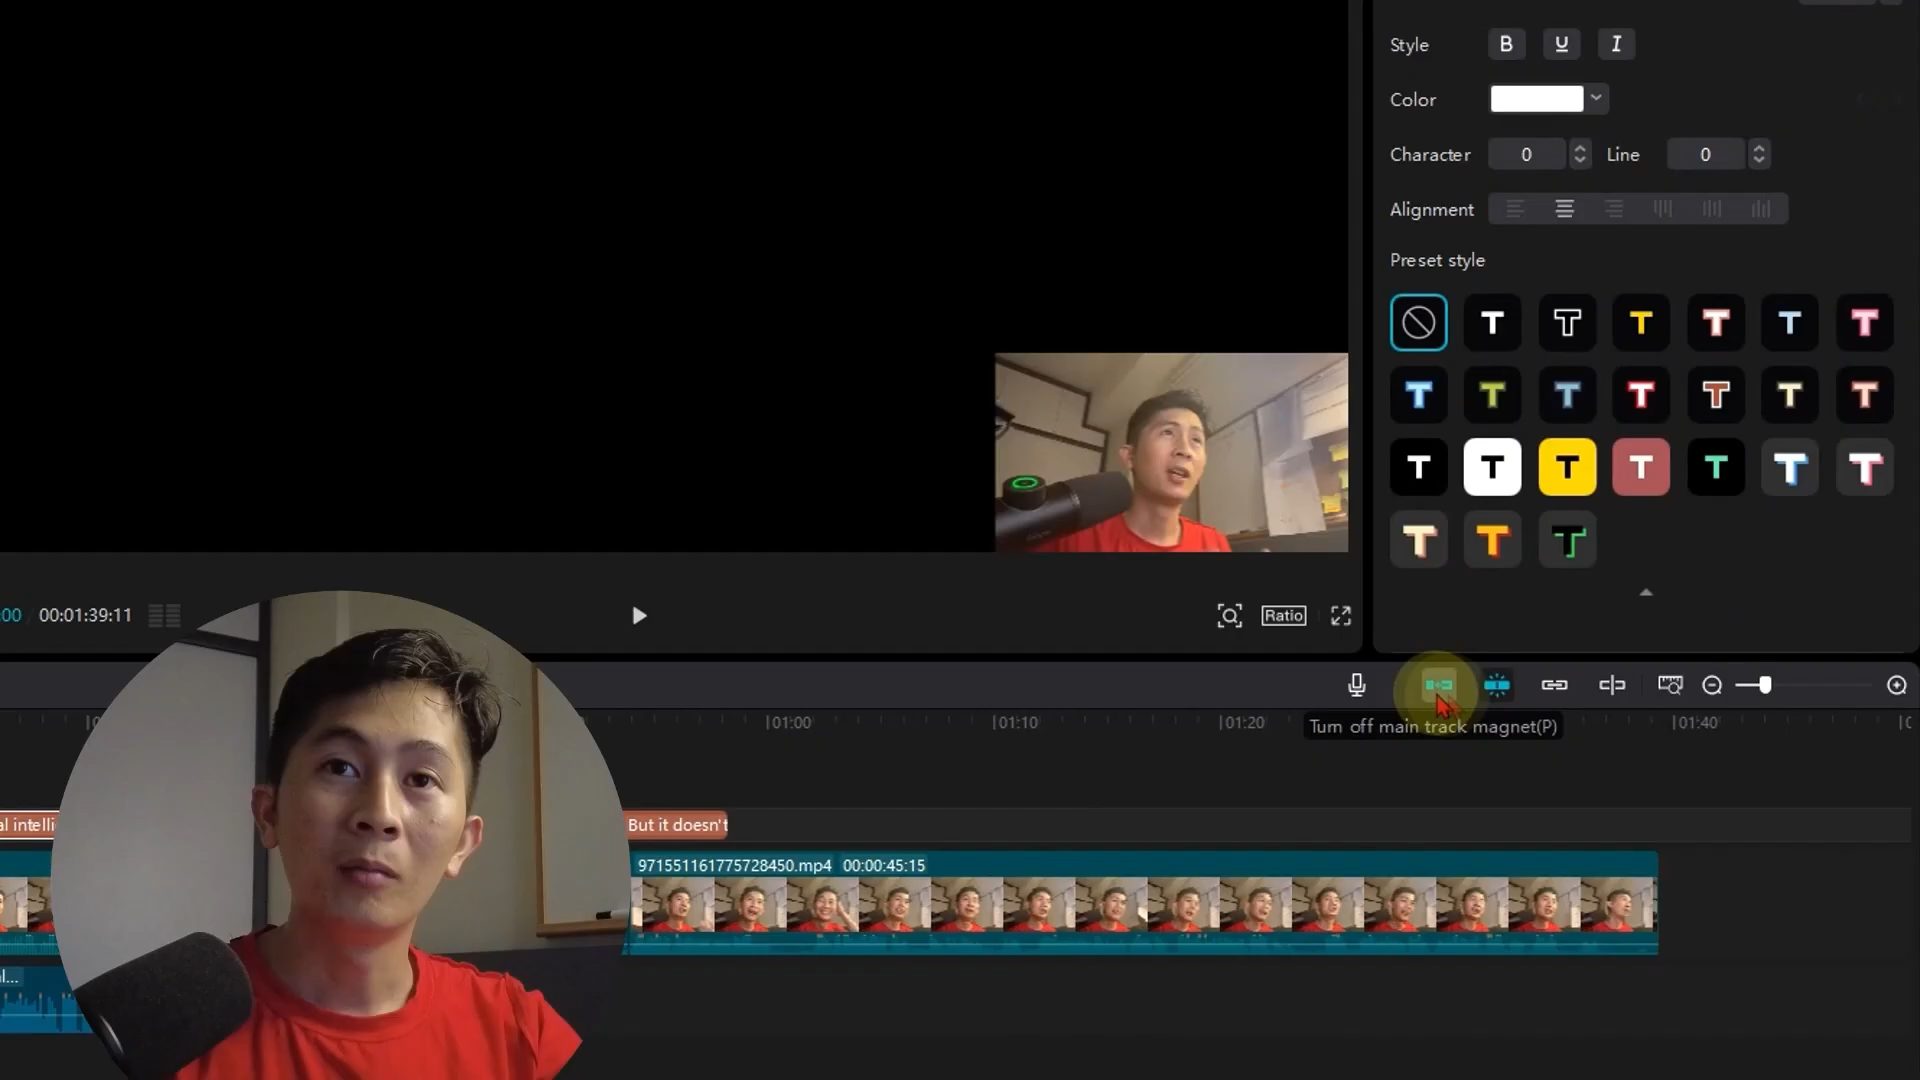 Style B U I
Color
Character 0 Line 0
Alignment
Preset style
T T T T T T
T T T T T T T
T T T T T T T
T T T
00 00:01:39:11
Ratio
01:00 01:10 01:20 01:40
Turn off main track magnet(P)
al intelli
But it doesn't
971551161775728450.mp4 00:00:45:15
al...